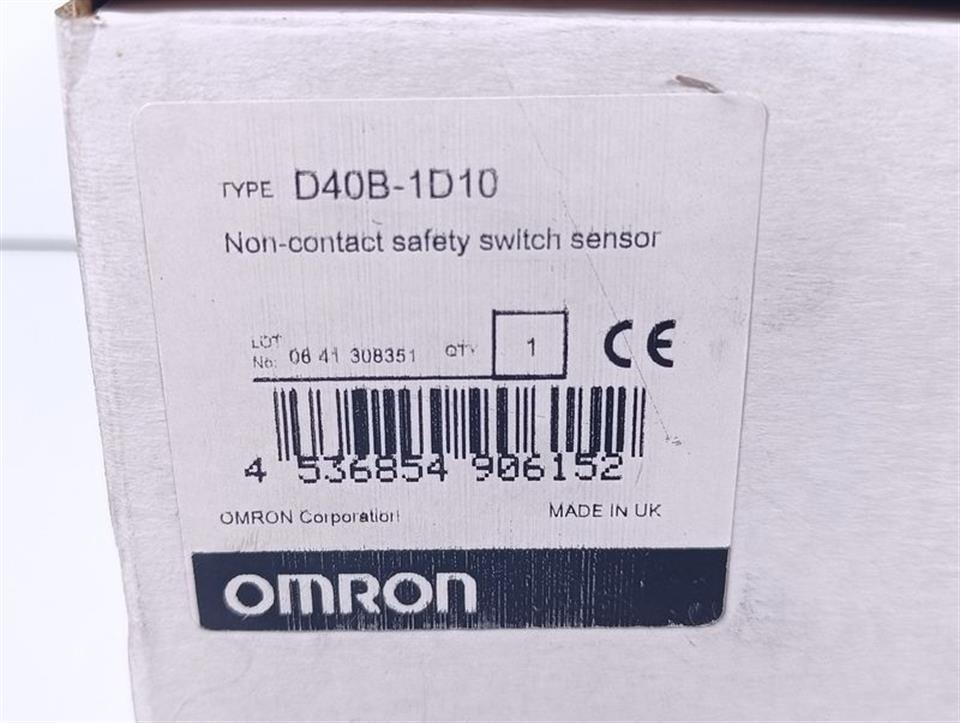 TYPE D40B-1D10
Non-contact safety switch sensor
LOT
No: 06 41 308351 QTY 1 CE
4 536854 906152
OMRON Corporation MADE IN UK
OMRON